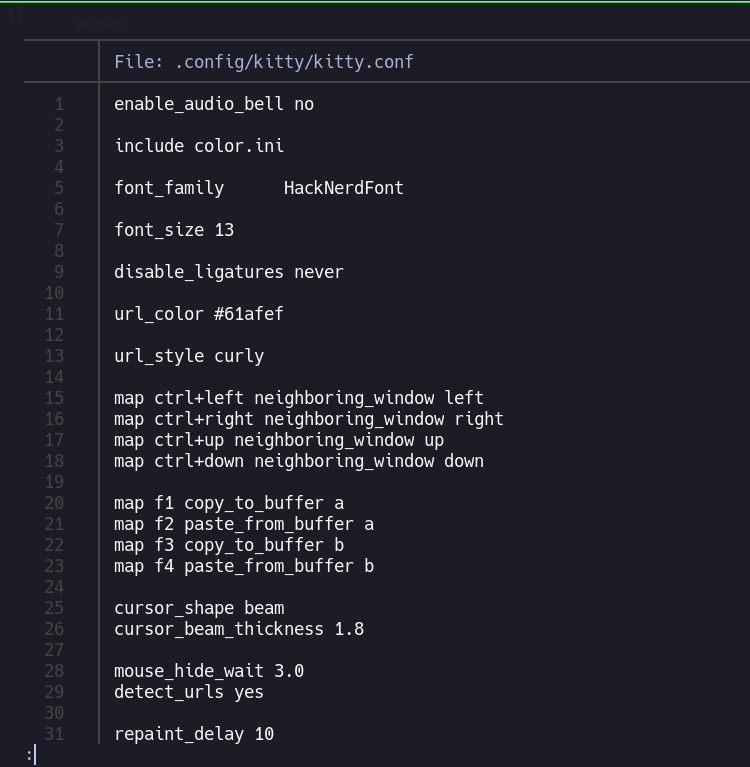 File: .config/kitty/kitty.conf
1 enable_audio_bell no
2
3 include color.ini
4
5 font_family      HackNerdFont
6
7 font_size 13
8
9 disable_ligatures never
10
11 url_color #61afef
12
13 url_style curly
14
15 map ctrl+left neighboring_window left
16 map ctrl+right neighboring_window right
17 map ctrl+up neighboring_window up
18 map ctrl+down neighboring_window down
19
20 map f1 copy_to_buffer a
21 map f2 paste_from_buffer a
22 map f3 copy_to_buffer b
23 map f4 paste_from_buffer b
24
25 cursor_shape beam
26 cursor_beam_thickness 1.8
27
28 mouse_hide_wait 3.0
29 detect_urls yes
30
31 repaint_delay 10
: